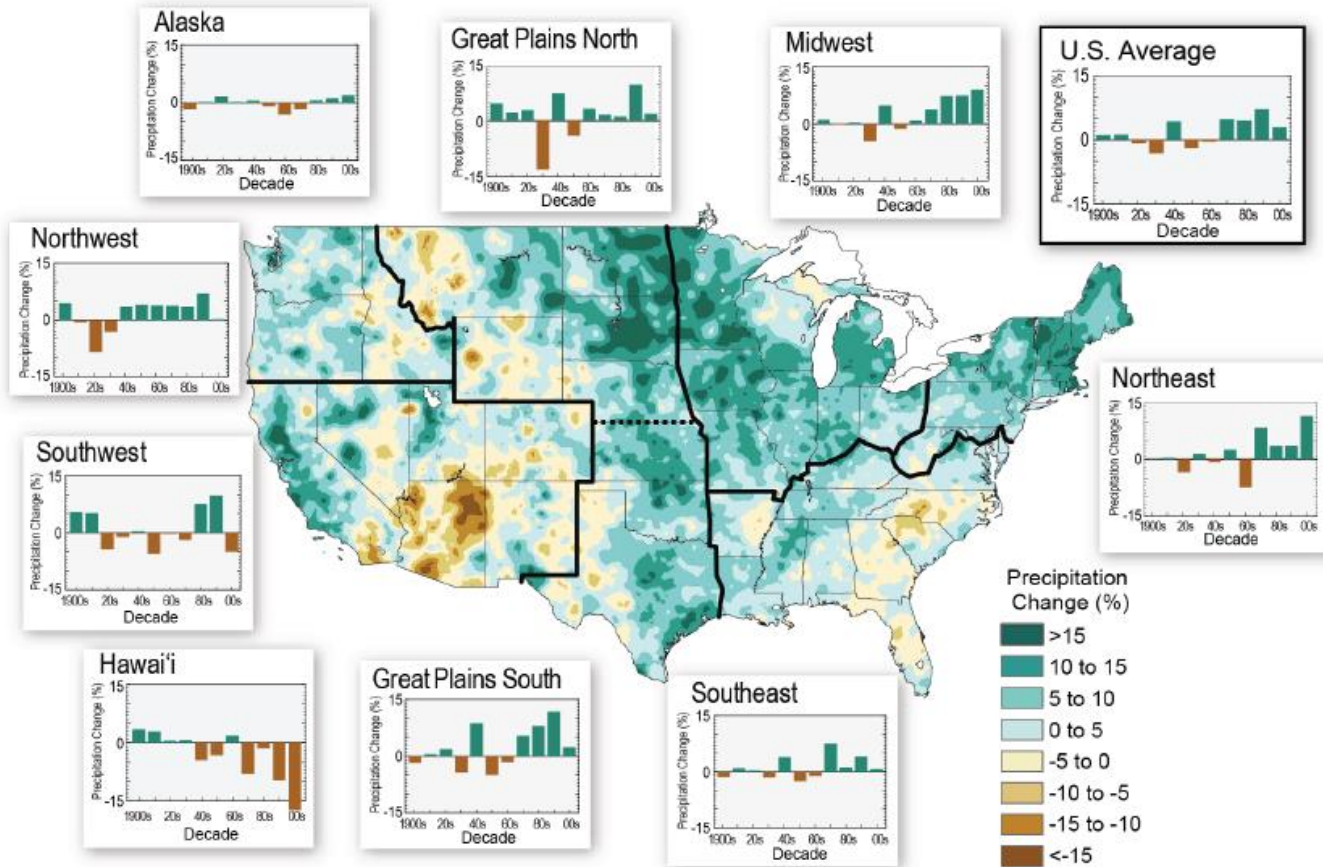 Alaska
Precipitation Change (%)
15
0
-15
1900s 20s 40s 60s 80s 00s
Decade
Great Plains North
Precipitation Change (%)
15
0
-15
1900s 20s 40s 60s 80s 00s
Decade
Midwest
Precipitation Change (%)
15
0
-15
1900s 20s 40s 60s 80s 00s
Decade
U.S. Average
Precipitation Change (%)
15
0
-15
1900s 20s 40s 60s 80s 00s
Decade
Northwest
Precipitation Change (%)
15
0
-15
1900s 20s 40s 60s 80s 00s
Decade
Northeast
Precipitation Change (%)
15
0
-15
1900s 20s 40s 60s 80s 00s
Decade
Southwest
Precipitation Change (%)
15
0
-15
1900s 20s 40s 60s 80s 00s
Decade
Hawai'i
Precipitation Change (%)
15
0
-15
1900s 20s 40s 60s 80s 00s
Decade
Great Plains South
Precipitation Change (%)
15
0
-15
1900s 20s 40s 60s 80s 00s
Decade
Southeast
Precipitation Change (%)
15
0
-15
1900s 20s 40s 60s 80s 00s
Decade
Precipitation
Change (%)
>15
10 to 15
5 to 10
0 to 5
-5 to 0
-10 to -5
-15 to -10
<-15